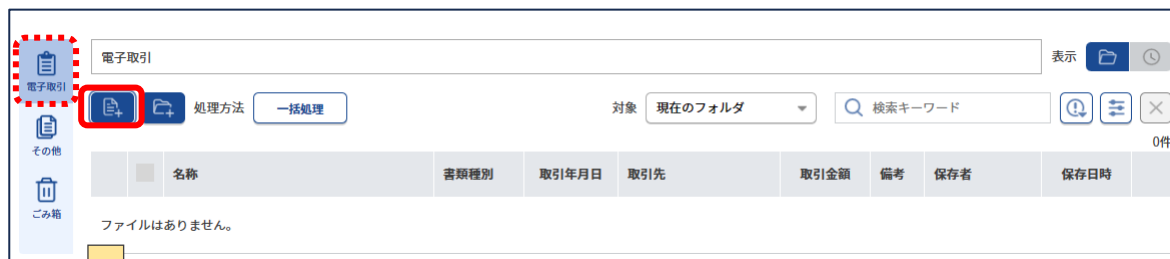 電子取引
表示
電子取引
処理方法 一括処理
対象 現在のフォルダ
検索キーワード
その他
0件
名称 書類種別 取引年月日 取引先 取引金額 備考 保存者 保存日時
ごみ箱
ファイルはありません。